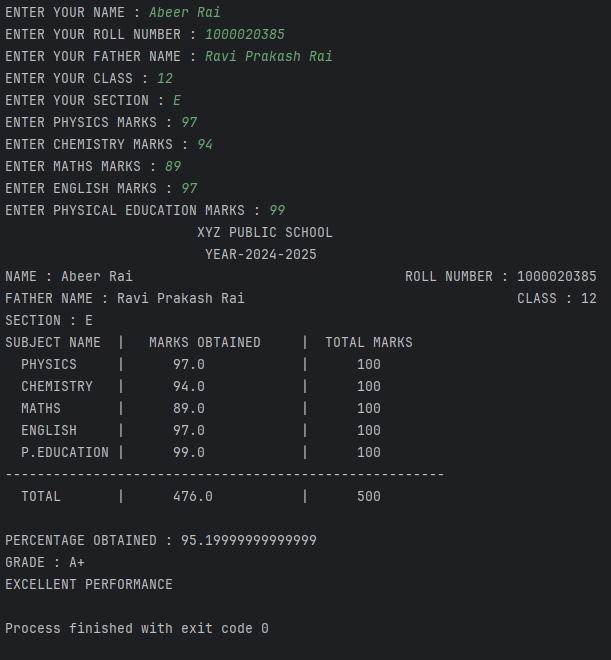 ENTER YOUR NAME : Abeer Rai
ENTER YOUR ROLL NUMBER : 1000020385
ENTER YOUR FATHER NAME : Ravi Prakash Rai
ENTER YOUR CLASS : 12
ENTER YOUR SECTION : E
ENTER PHYSICS MARKS : 97
ENTER CHEMISTRY MARKS : 94
ENTER MATHS MARKS : 89
ENTER ENGLISH MARKS : 97
ENTER PHYSICAL EDUCATION MARKS : 99
XYZ PUBLIC SCHOOL
YEAR-2024-2025
NAME : Abeer Rai ROLL NUMBER : 1000020385
FATHER NAME : Ravi Prakash Rai CLASS : 12
SECTION : E
SUBJECT NAME | MARKS OBTAINED | TOTAL MARKS
PHYSICS | 97.0 | 100
CHEMISTRY | 94.0 | 100
MATHS | 89.0 | 100
ENGLISH | 97.0 | 100
P.EDUCATION | 99.0 | 100
-------------------------------------------------------
TOTAL | 476.0 | 500
PERCENTAGE OBTAINED : 95.19999999999999
GRADE : A+
EXCELLENT PERFORMANCE
Process finished with exit code 0